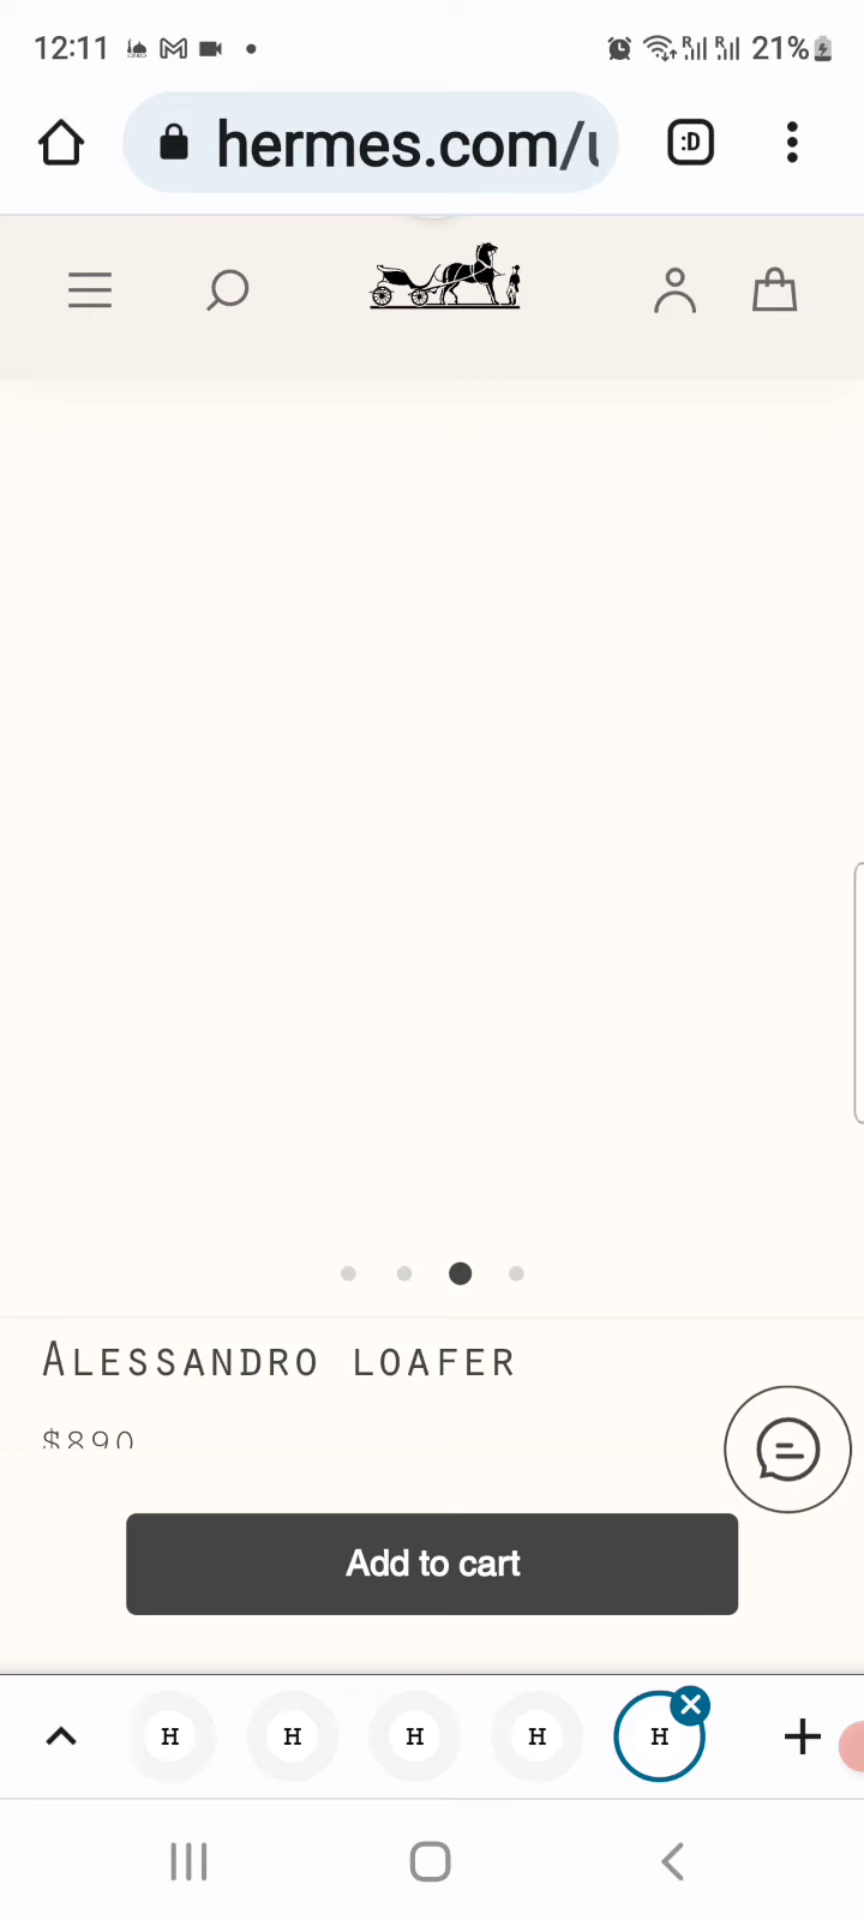 12:11 21%
hermes.com/u
:D
Alessandro loafer
$890
Add to cart
H H H H H